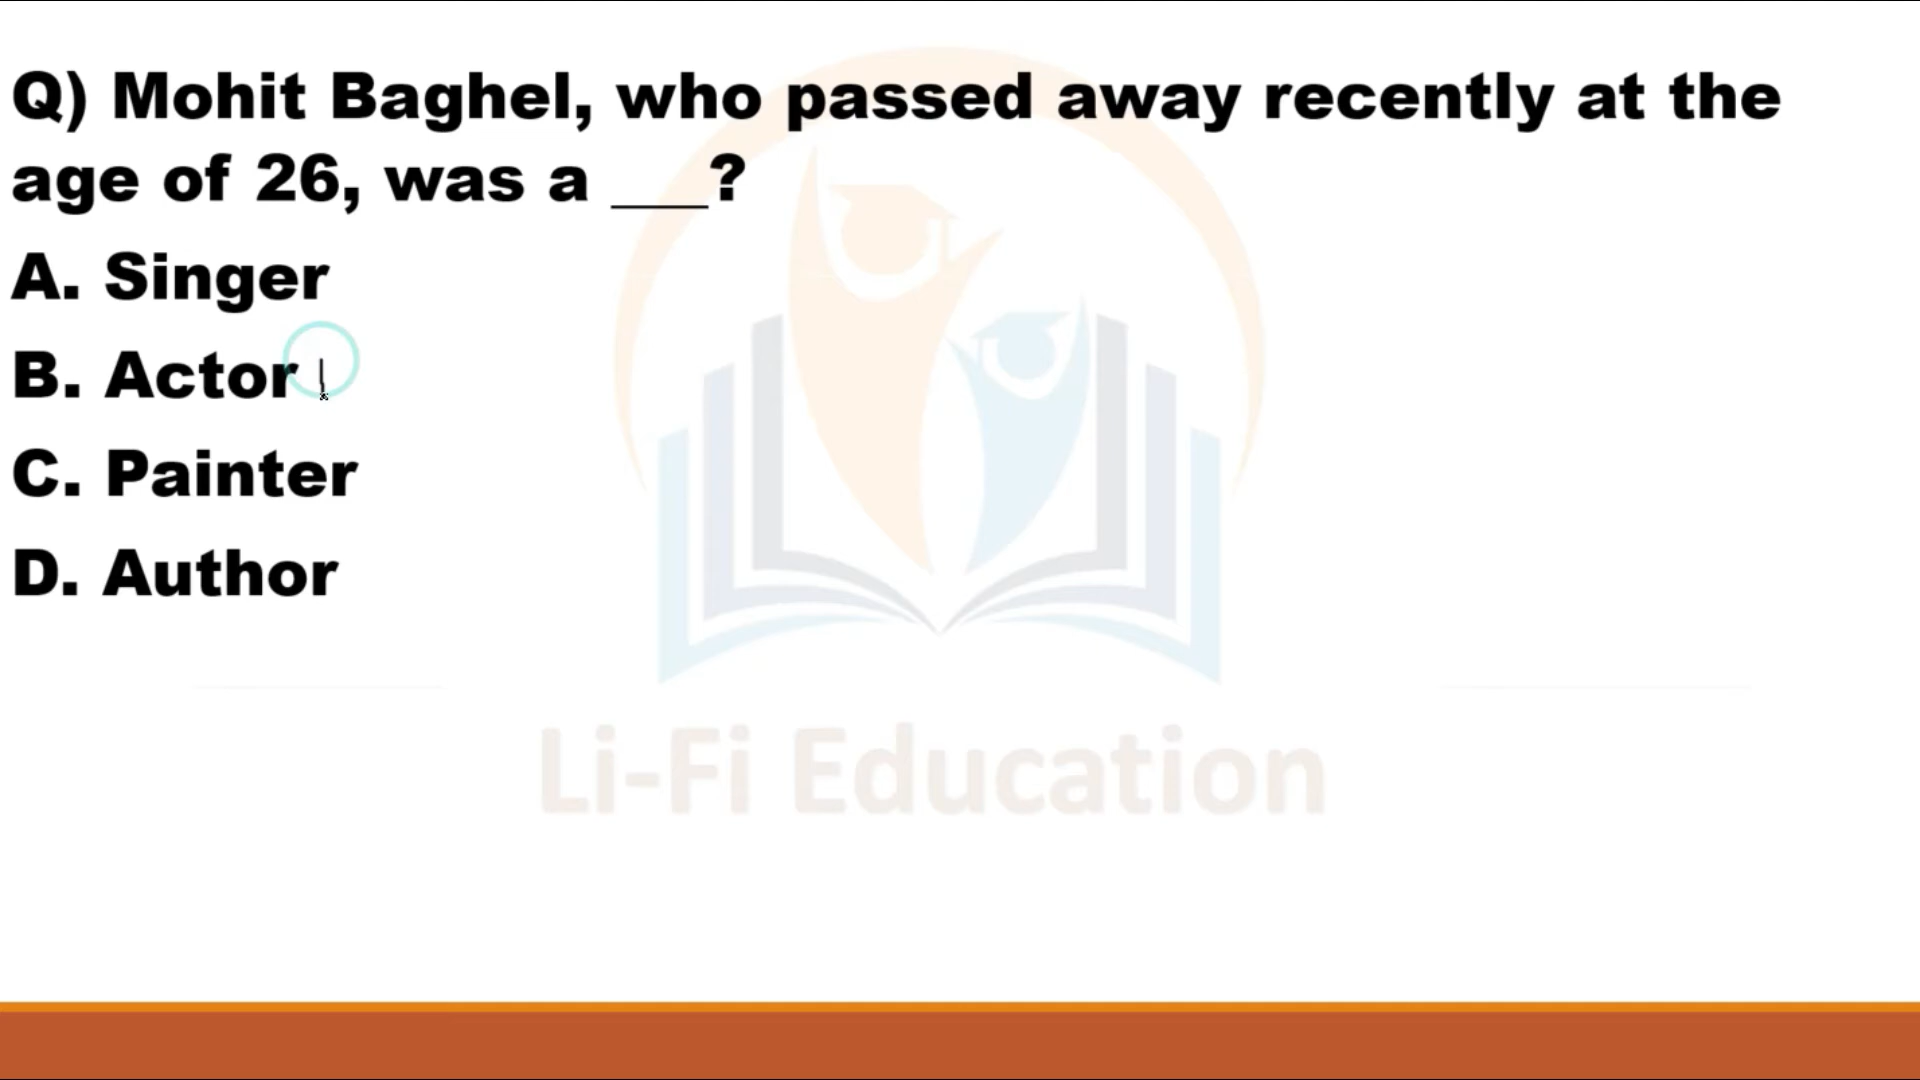 Q) Mohit Baghel, who passed away recently at the
age of 26, was a ___?
A. Singer
B. Actor
C. Painter
D. Author
Li-Fi Education